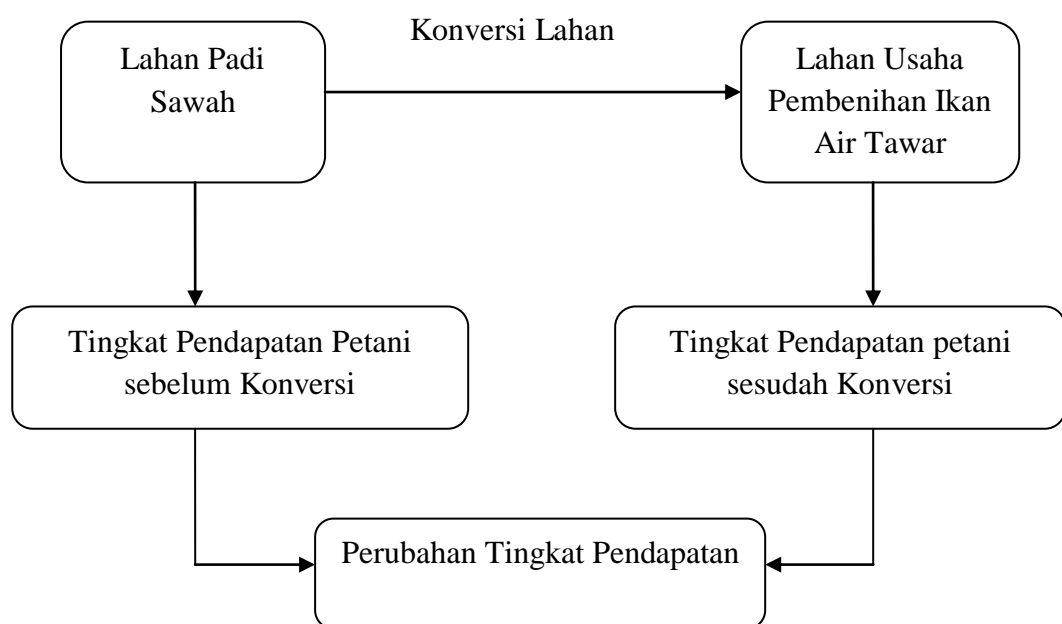 Konversi Lahan
Lahan Padi
Sawah
Lahan Usaha
Pembenihan Ikan
Air Tawar
Tingkat Pendapatan Petani
sebelum Konversi
Tingkat Pendapatan petani
sesudah Konversi
Perubahan Tingkat Pendapatan